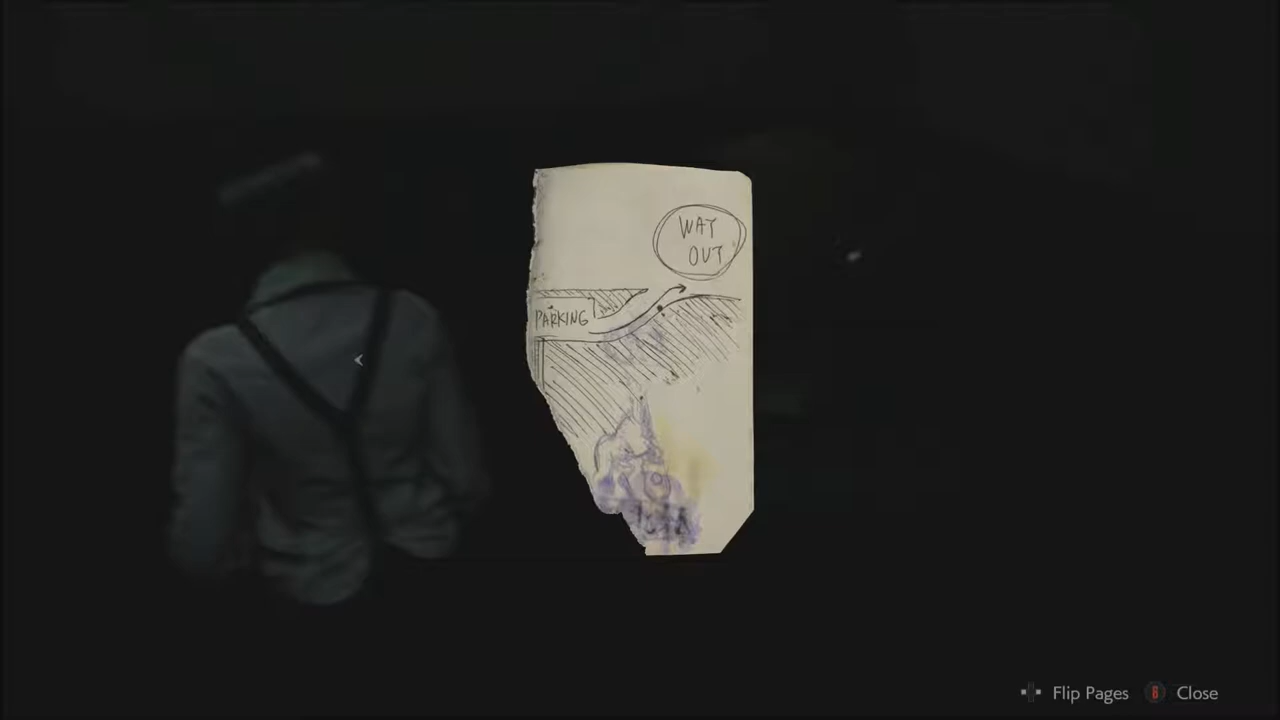 WAY
OUT
PARKING
Flip Pages
B Close